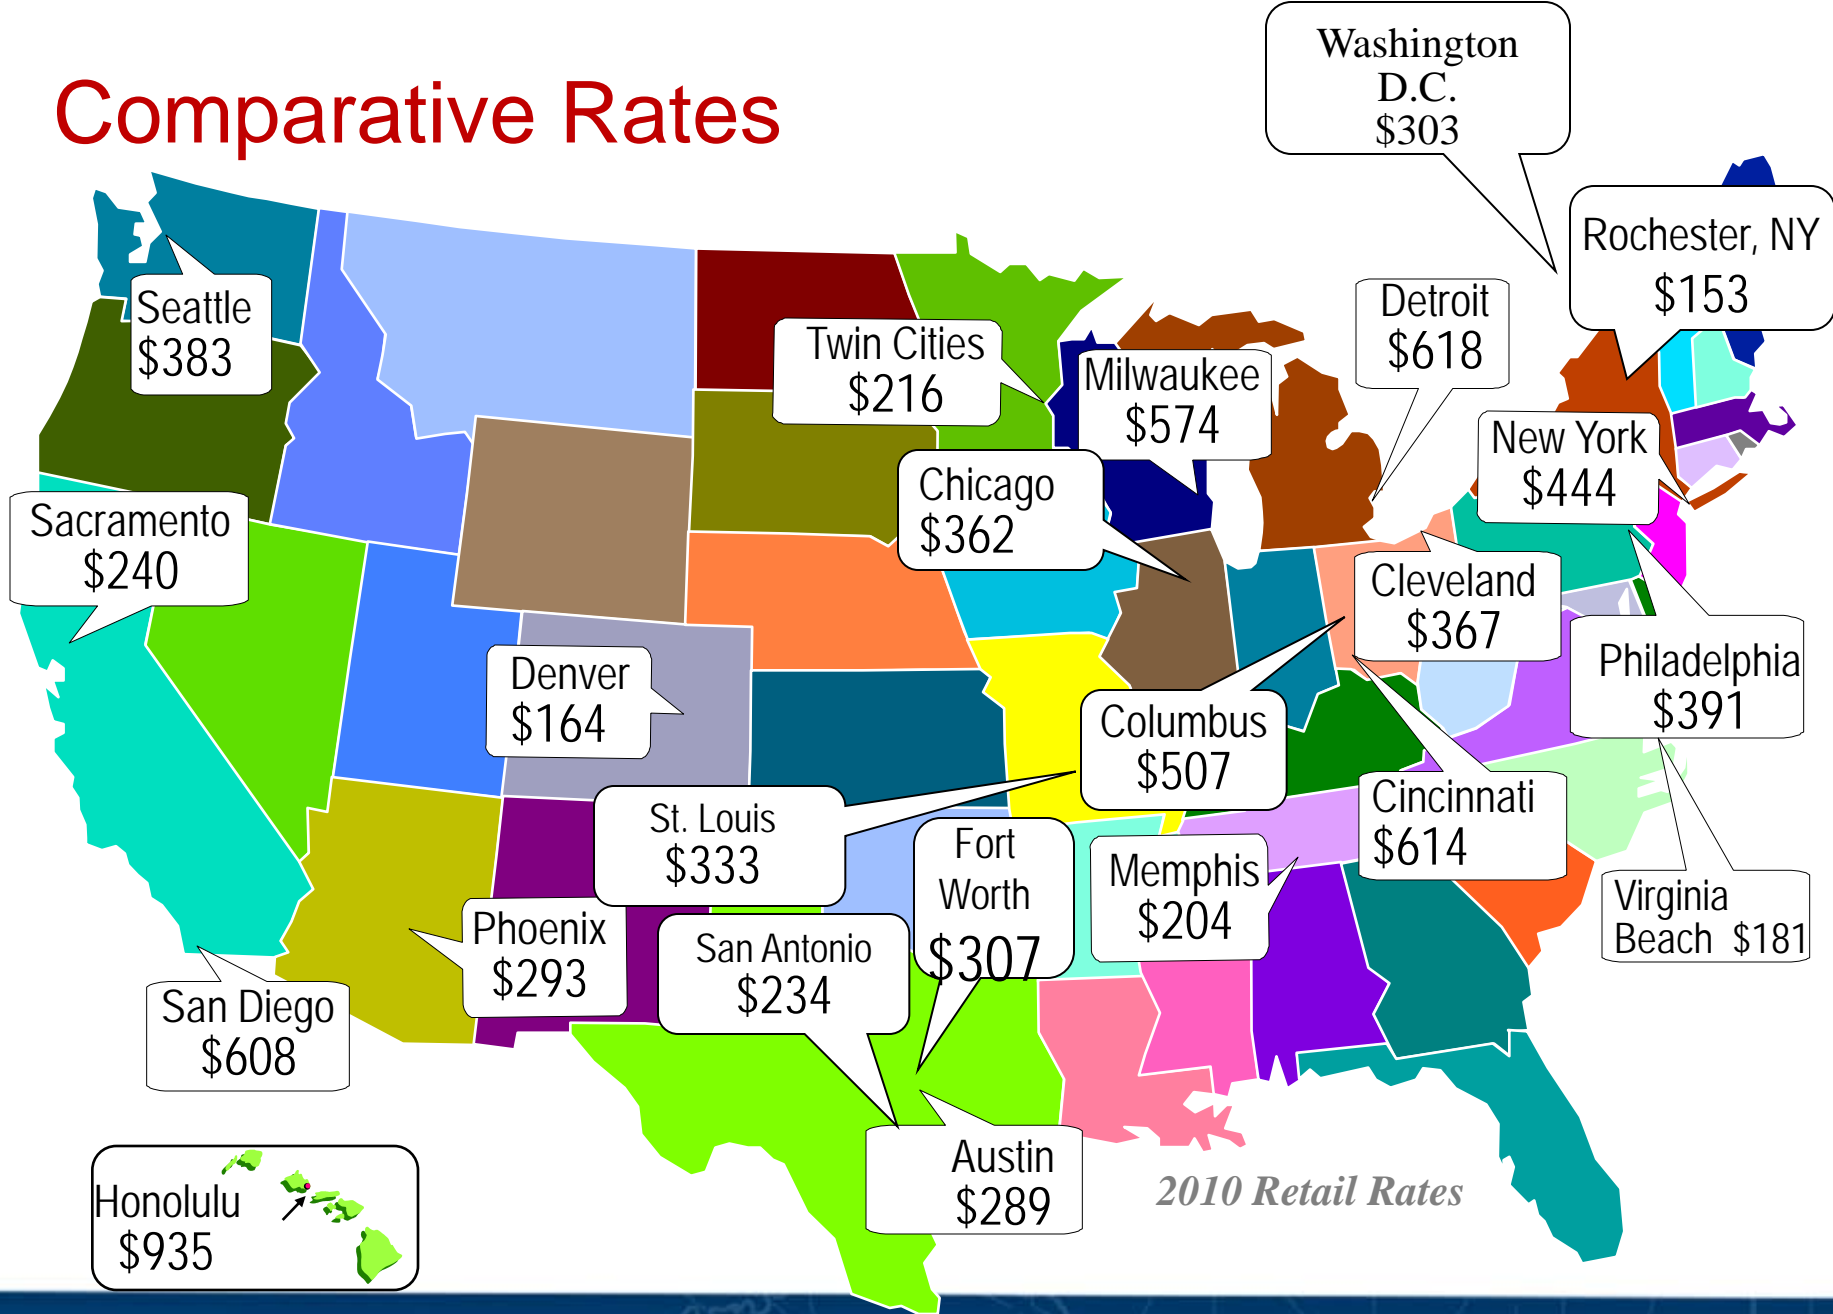 Comparative Rates
Washington
D.C.
$303
Rochester, NY
$153
Seattle
$383
Detroit
$618
Twin Cities
$216
Milwaukee
$574
New York
$444
Chicago
$362
Sacramento
$240
Cleveland
$367
Philadelphia
$391
Denver
$164
Columbus
$507
Cincinnati
$614
St. Louis
$333
Fort
Worth
$307
Memphis
$204
Virginia
Beach $181
Phoenix
$293
San Antonio
$234
San Diego
$608
Austin
$289
2010 Retail Rates
Honolulu
$935